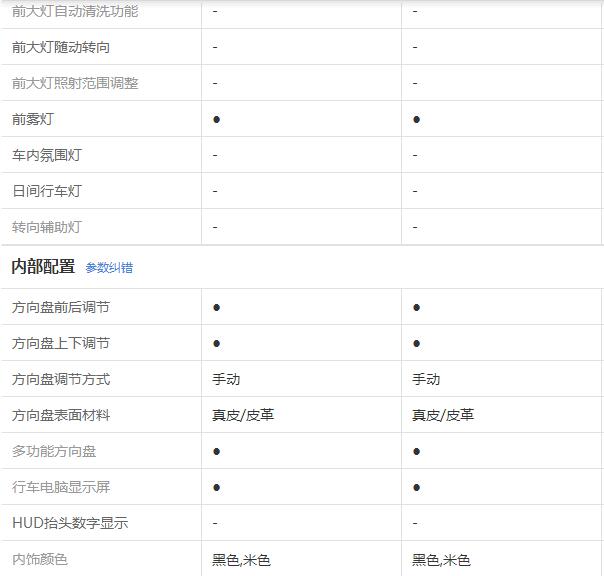 前大灯自动清洗功能 - -
前大灯随动转向 - -
前大灯照射范围调整 - -
前雾灯 ● ●
车内氛围灯 - -
日间行车灯 - -
转向辅助灯 - -
内部配置 参数纠错
方向盘前后调节 ● ●
方向盘上下调节 ● ●
方向盘调节方式 手动 手动
方向盘表面材料 真皮/皮革 真皮/皮革
多功能方向盘 ● ●
行车电脑显示屏 ● ●
HUD抬头数字显示 - -
内饰颜色 黑色,米色 黑色,米色